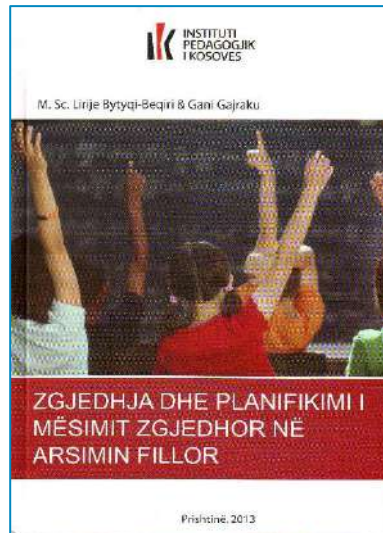 INSTITUTI
PEDAGOGJIK
I KOSOVËS
M. Sc. Lirije Bytyqi-Beqiri & Gani Gajraku
ZGJEDHJA DHE PLANIFIKIMI I
MËSIMIT ZGJEDHOR NË
ARSIMIN FILLOR
Prishtinë, 2013